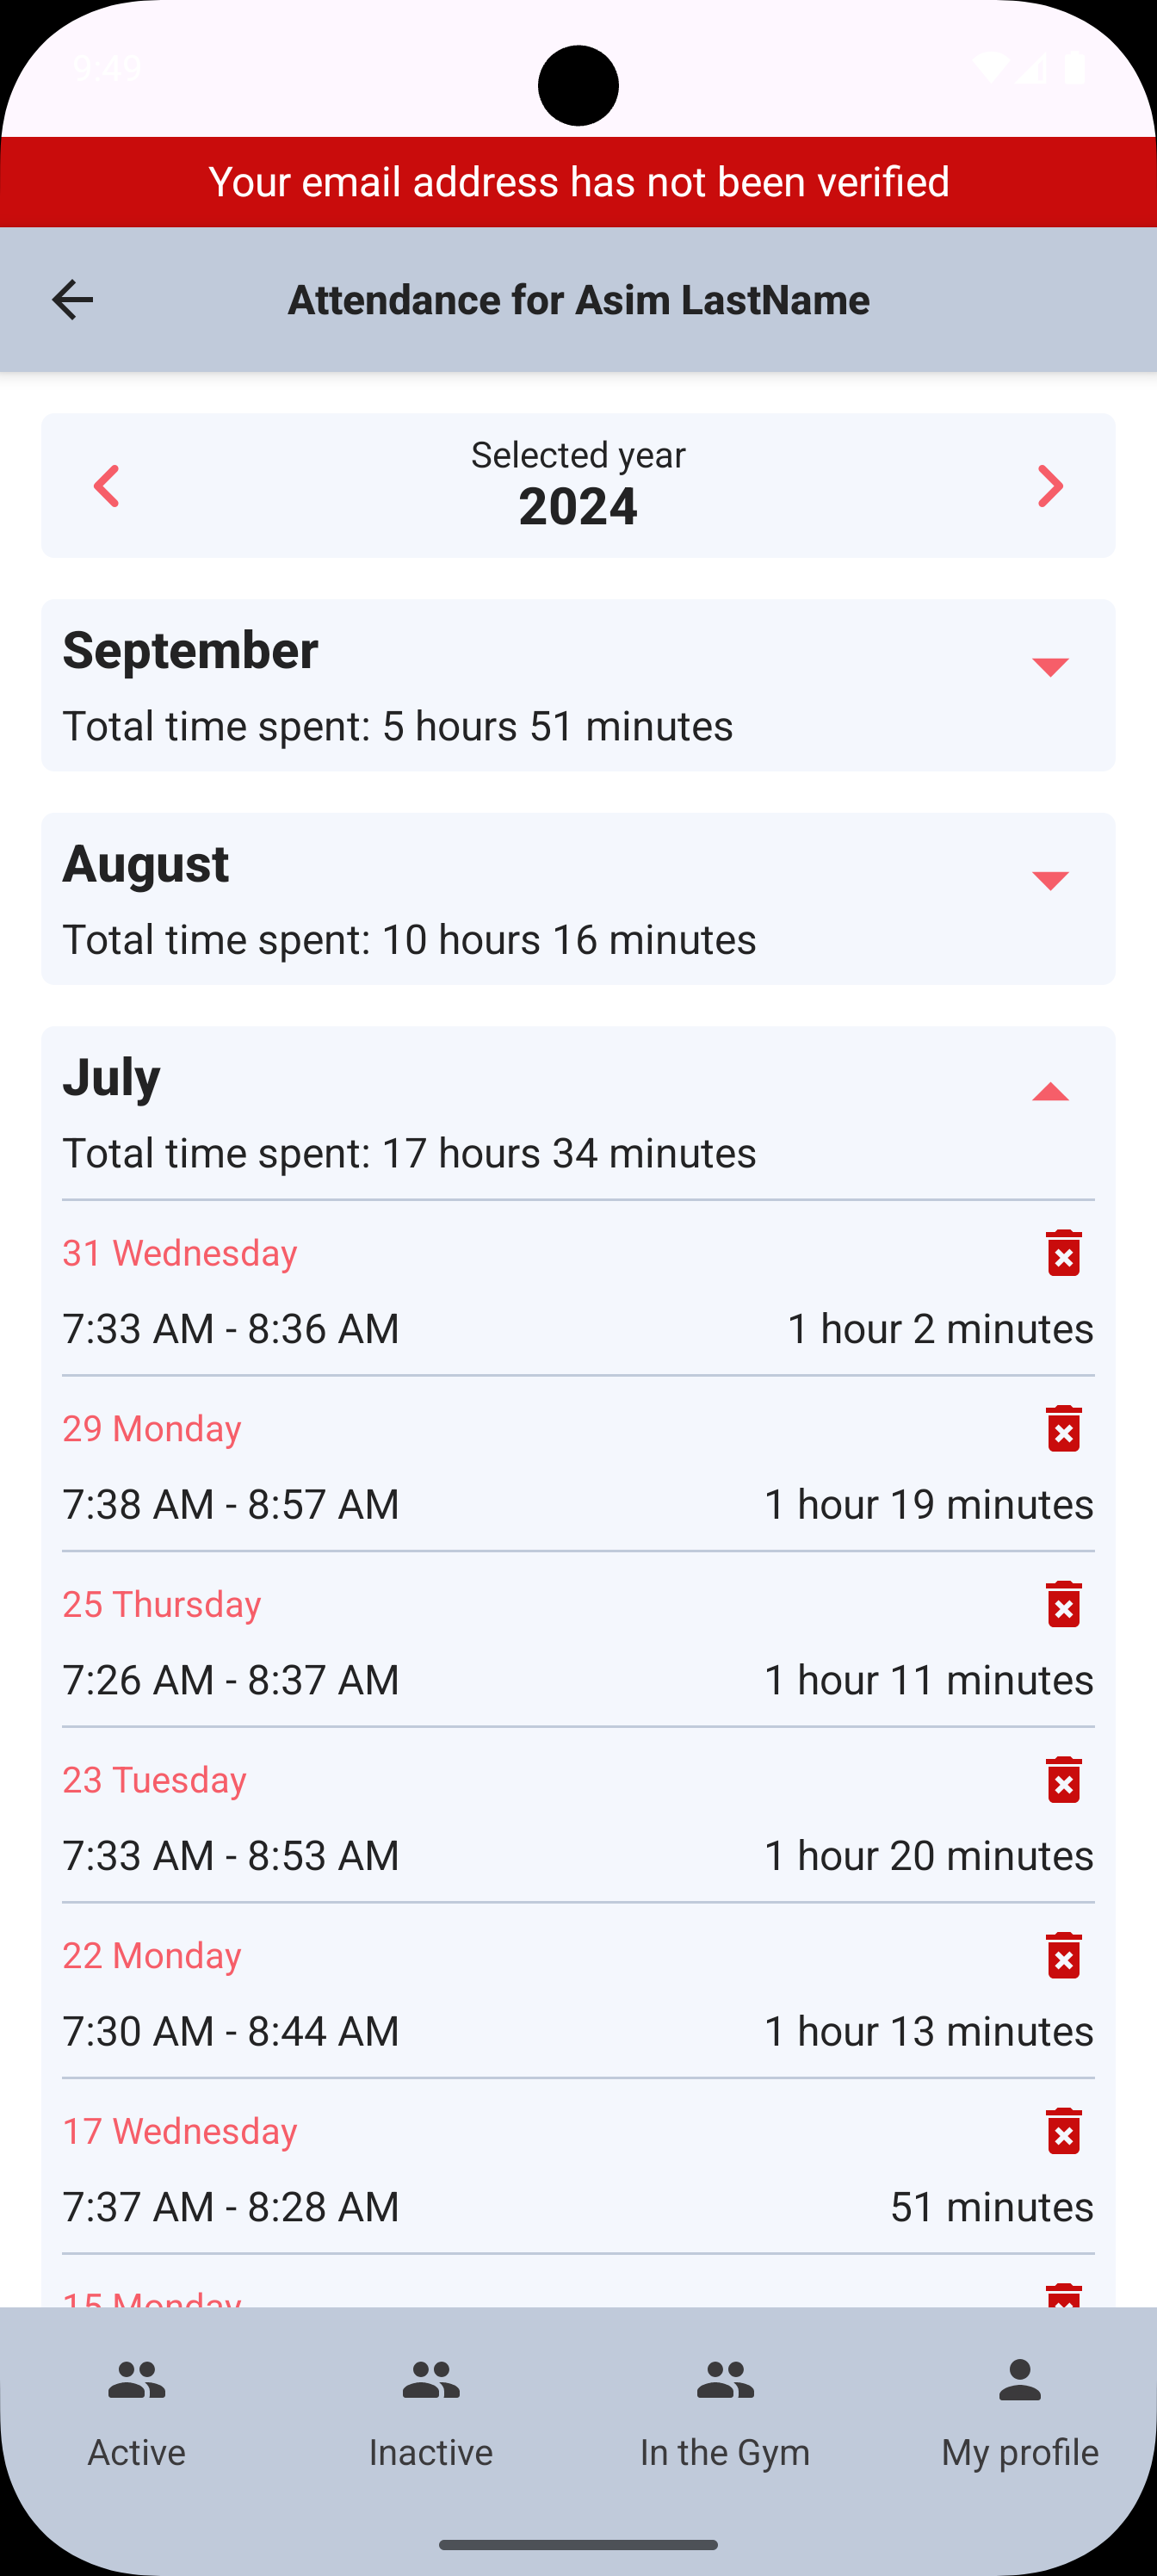 9:49
Your email address has not been verified
Attendance for Asim LastName
Selected year
2024
September
Total time spent: 5 hours 51 minutes
August
Total time spent: 10 hours 16 minutes
July
Total time spent: 17 hours 34 minutes
31 Wednesday
7:33 AM - 8:36 AM 1 hour 2 minutes
29 Monday
7:38 AM - 8:57 AM 1 hour 19 minutes
25 Thursday
7:26 AM - 8:37 AM 1 hour 11 minutes
23 Tuesday
7:33 AM - 8:53 AM 1 hour 20 minutes
22 Monday
7:30 AM - 8:44 AM 1 hour 13 minutes
17 Wednesday
7:37 AM - 8:28 AM 51 minutes
15 Monday
Active Inactive In the Gym My profile